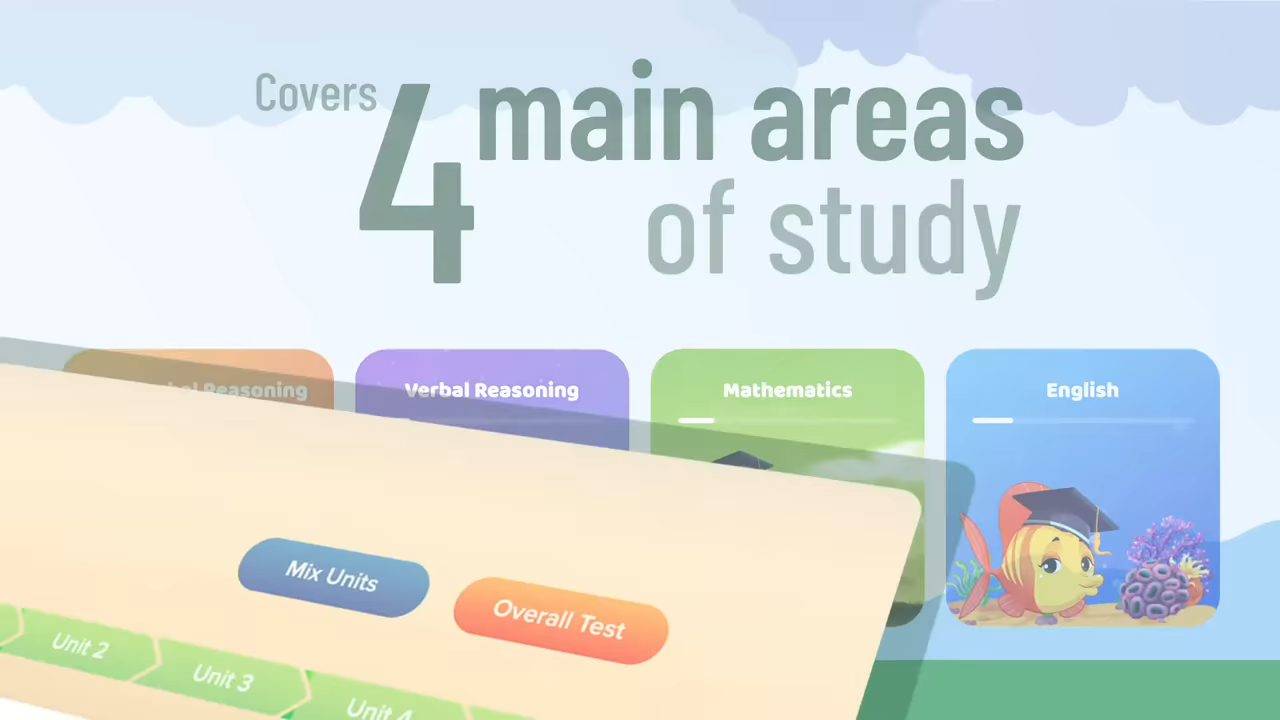 Covers
4 main areas
of study
Reasoning
Verbal Reasoning
Mathematics
English
Mix Units
Overall Test
Unit 2
Unit 3
Unit 4